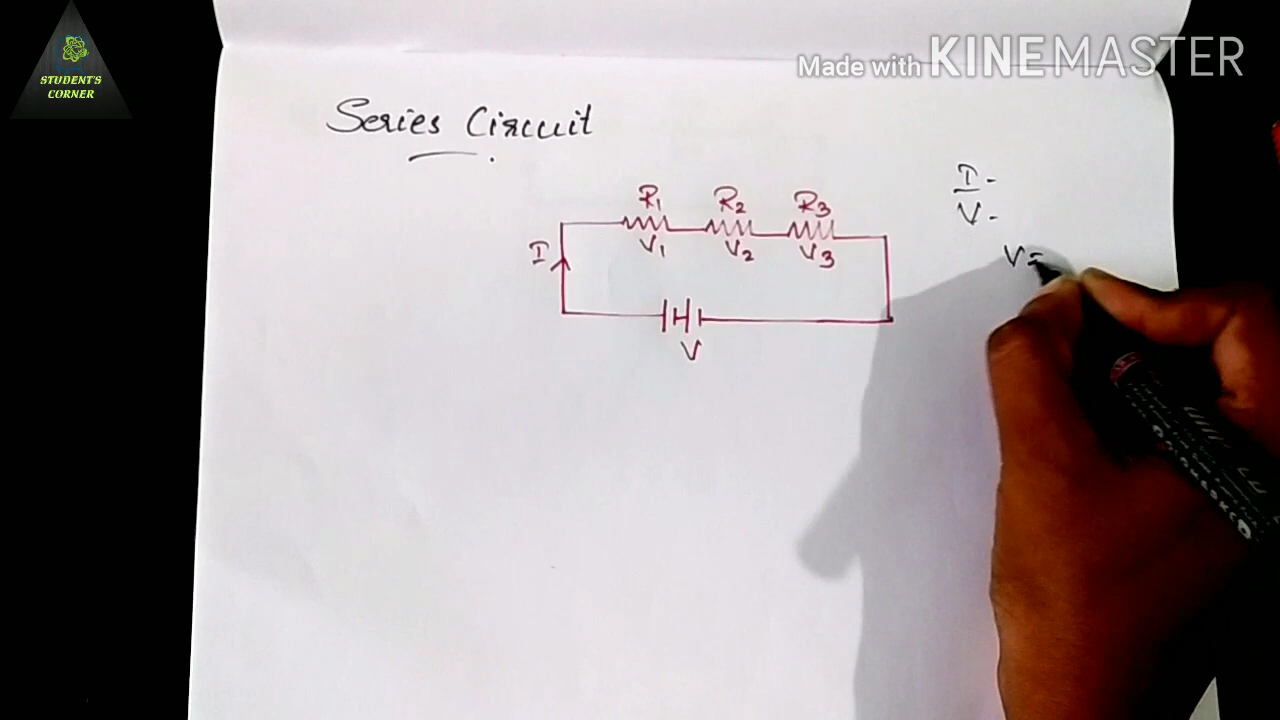 STUDENT'S
CORNER
Made with KINEMASTER
Series Circuit
R1 R2 R3
V1 V2 V3
I
V
I -
V -
V =